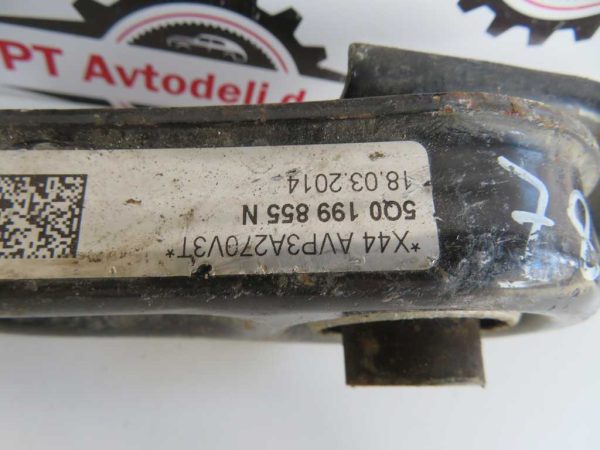 PT Avtodeli.d
*X44 AVP3A270V3T*
5Q0 199 855 N
18.03.2014